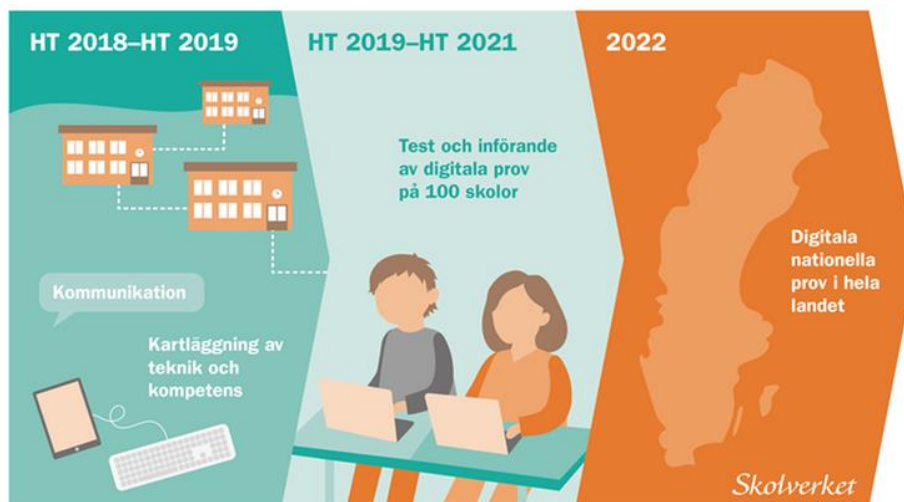 HT 2018–HT 2019
Kommunikation
Kartläggning av
teknik och
kompetens
HT 2019–HT 2021
Test och införande
av digitala prov
på 100 skolor
2022
Digitala
nationella
prov i hela
landet
Skolverket